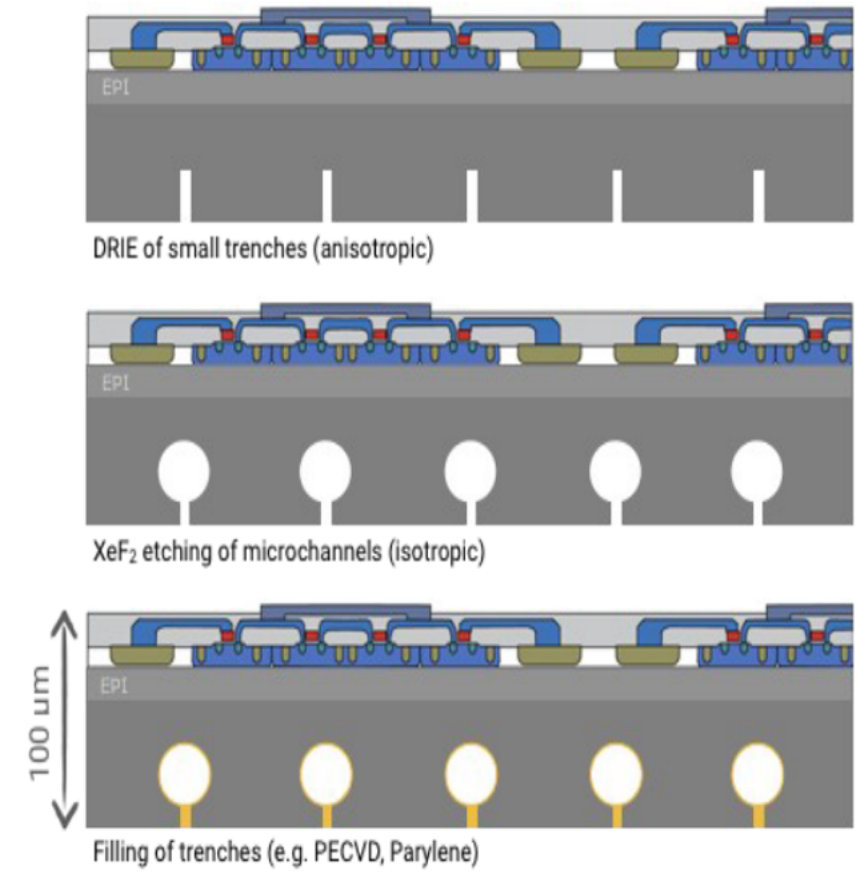 EPI
DRIE of small trenches (anisotropic)
EPI
XeF₂ etching of microchannels (isotropic)
100 um
EPI
Filling of trenches (e.g. PECVD, Parylene)